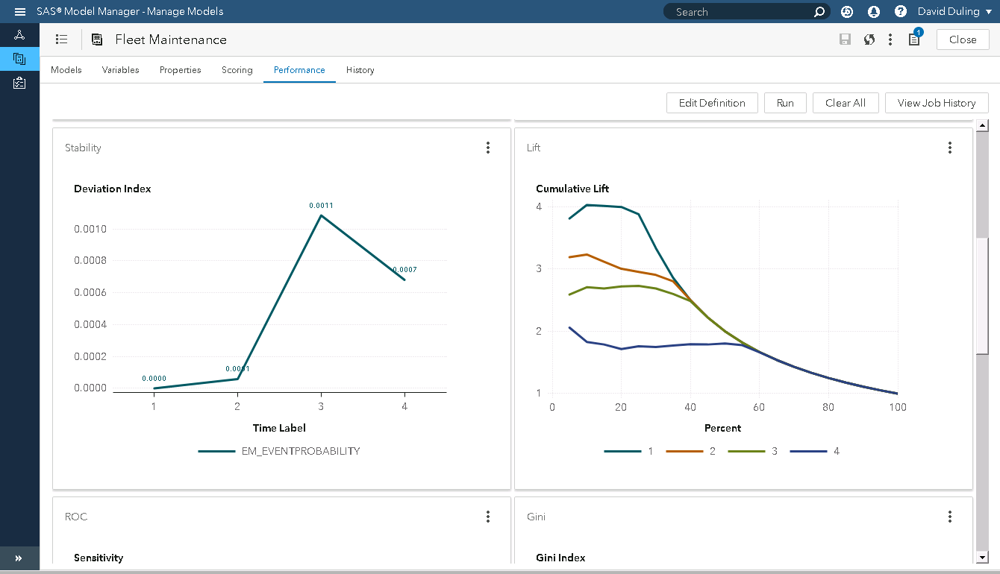 SAS® Model Manager - Manage Models
Search
David Duling
Fleet Maintenance
1
Close
Models
Variables
Properties
Scoring
Performance
History
Edit Definition
Run
Clear All
View Job History
Stability
Deviation Index
0.0011
0.0010
0.0008
0.0007
0.0006
0.0004
0.0002
0.0001
0.0000
0.0000
1 2 3 4
Time Label
EM_EVENTPROBABILITY
Lift
Cumulative Lift
4
3
2
1
0 20 40 60 80 100
Percent
1 2 3 4
ROC
Sensitivity
Gini
Gini Index